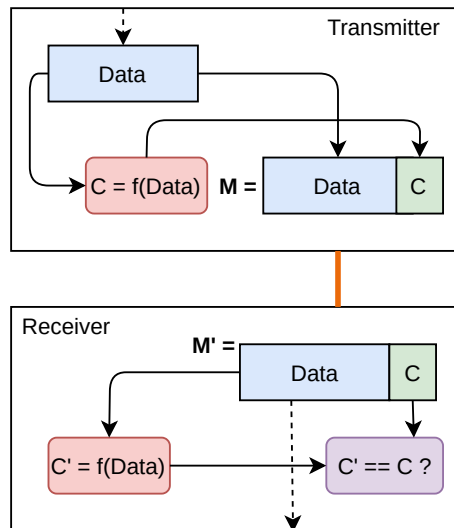 Transmitter
Data
C = f(Data)
M =
Data
C
Receiver
M' =
Data
C
C' = f(Data)
C' == C ?